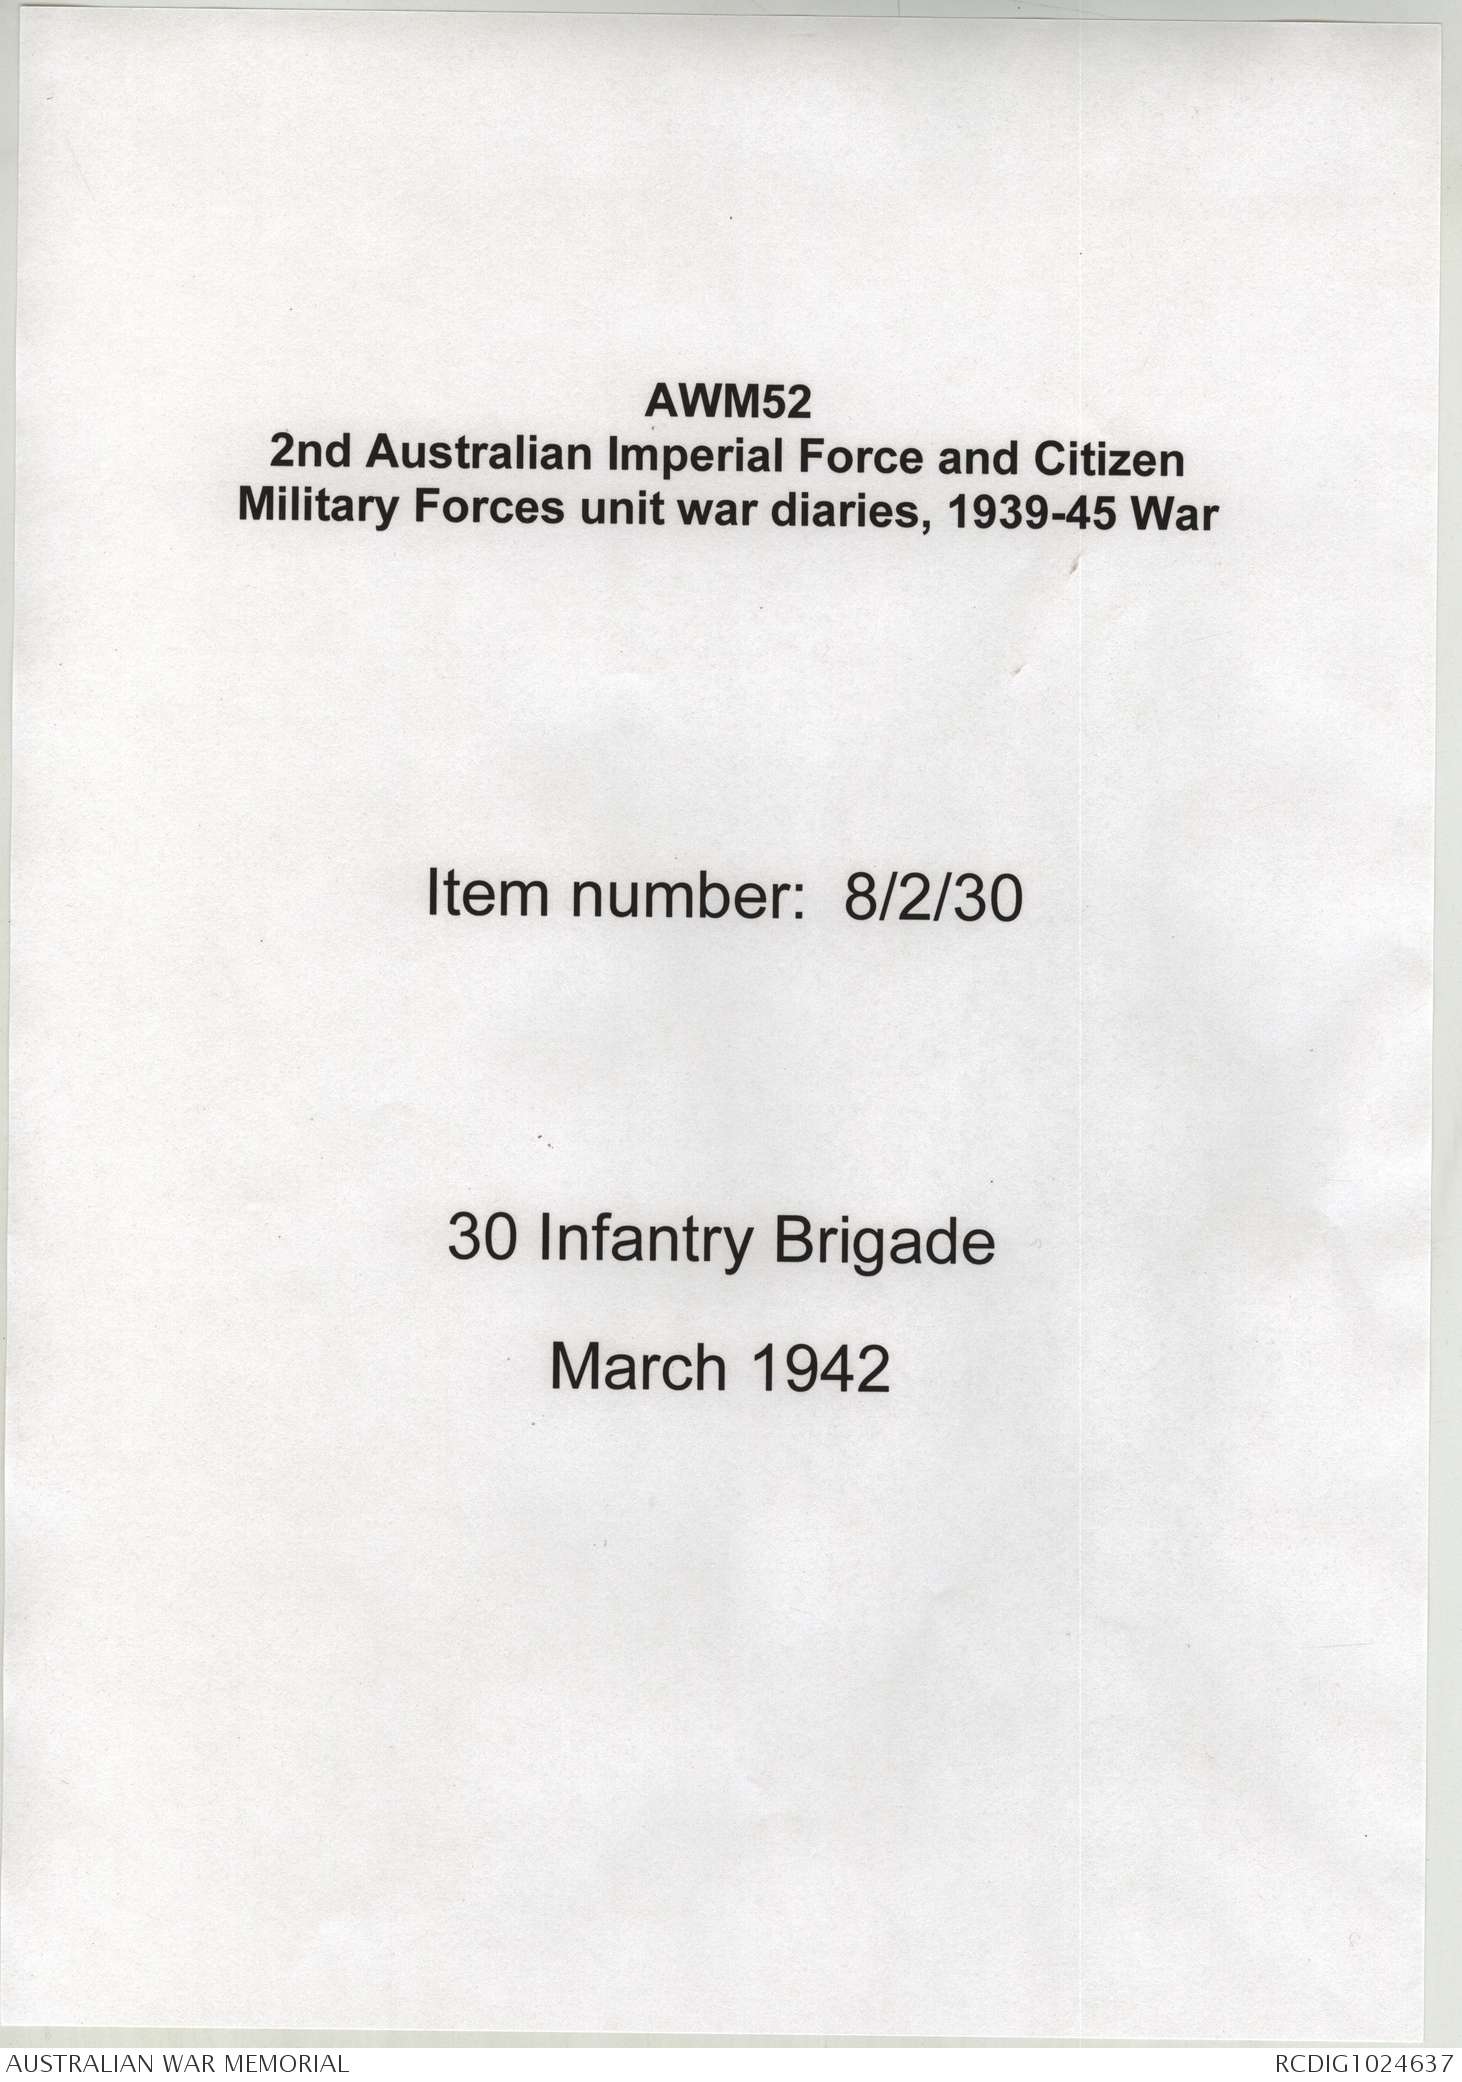 AWM52
2nd Australian Imperial Force and Citizen
Military Forces unit war diaries, 1939-45 War
Item number: 8/2/30
30 Infantry Brigade
March 1942
AUSTRALIAN WAR MEMORIAL
RCDIG1024637